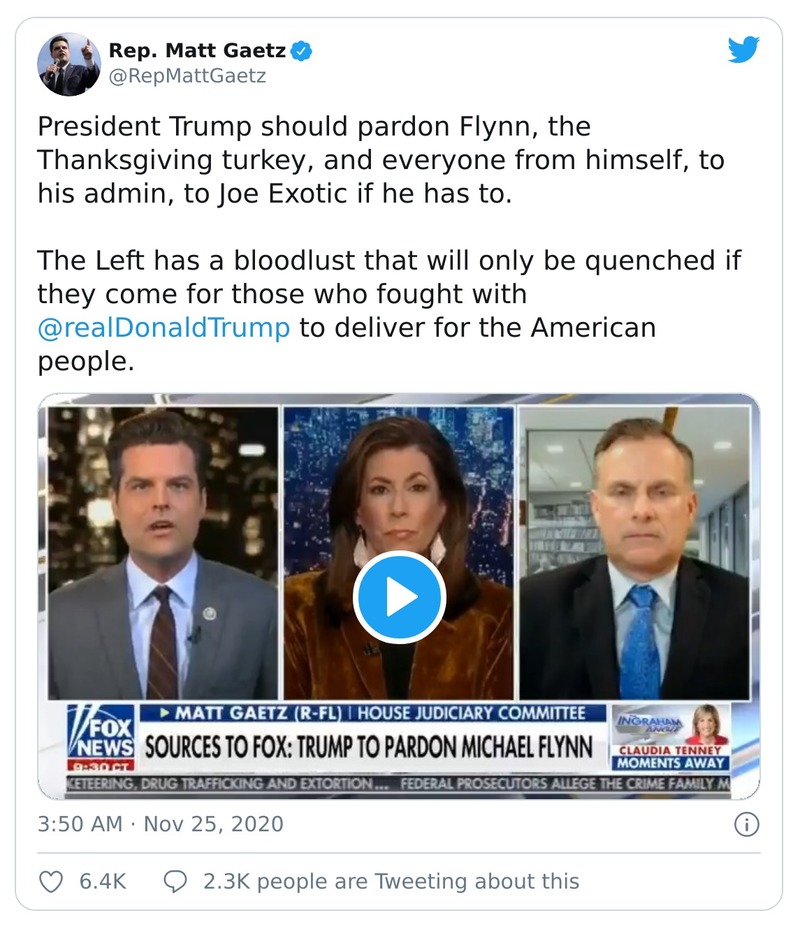 Rep. Matt Gaetz
@RepMattGaetz
President Trump should pardon Flynn, the
Thanksgiving turkey, and everyone from himself, to
his admin, to Joe Exotic if he has to.
The Left has a bloodlust that will only be quenched if
they come for those who fought with
@realDonaldTrump to deliver for the American
people.
MATT GAETZ (R-FL) | HOUSE JUDICIARY COMMITTEE
FOX
NEWS
9:30 CT
SOURCES TO FOX: TRUMP TO PARDON MICHAEL FLYNN
INGRAHAM
ANGLE
CLAUDIA TENNEY
MOMENTS AWAY
KETEERING, DRUG TRAFFICKING AND EXTORTION... FEDERAL PROSECUTORS ALLEGE THE CRIME FAMILY M
3:50 AM · Nov 25, 2020
6.4K 2.3K people are Tweeting about this